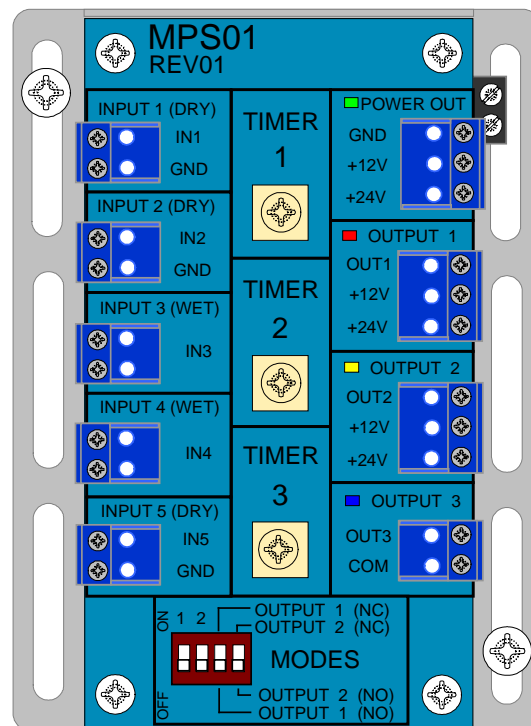 MPS01
REV01
INPUT 1 (DRY)
IN1
GND
INPUT 2 (DRY)
IN2
GND
INPUT 3 (WET)
IN3
INPUT 4 (WET)
IN4
INPUT 5 (DRY)
IN5
GND
TIMER
1
TIMER
2
TIMER
3
POWER OUT
GND
+12V
+24V
OUTPUT 1
OUT1
+12V
+24V
OUTPUT 2
OUT2
+12V
+24V
OUTPUT 3
OUT3
COM
ON
1 2
OUTPUT 1 (NC)
OUTPUT 2 (NC)
MODES
OFF
OUTPUT 2 (NO)
OUTPUT 1 (NO)